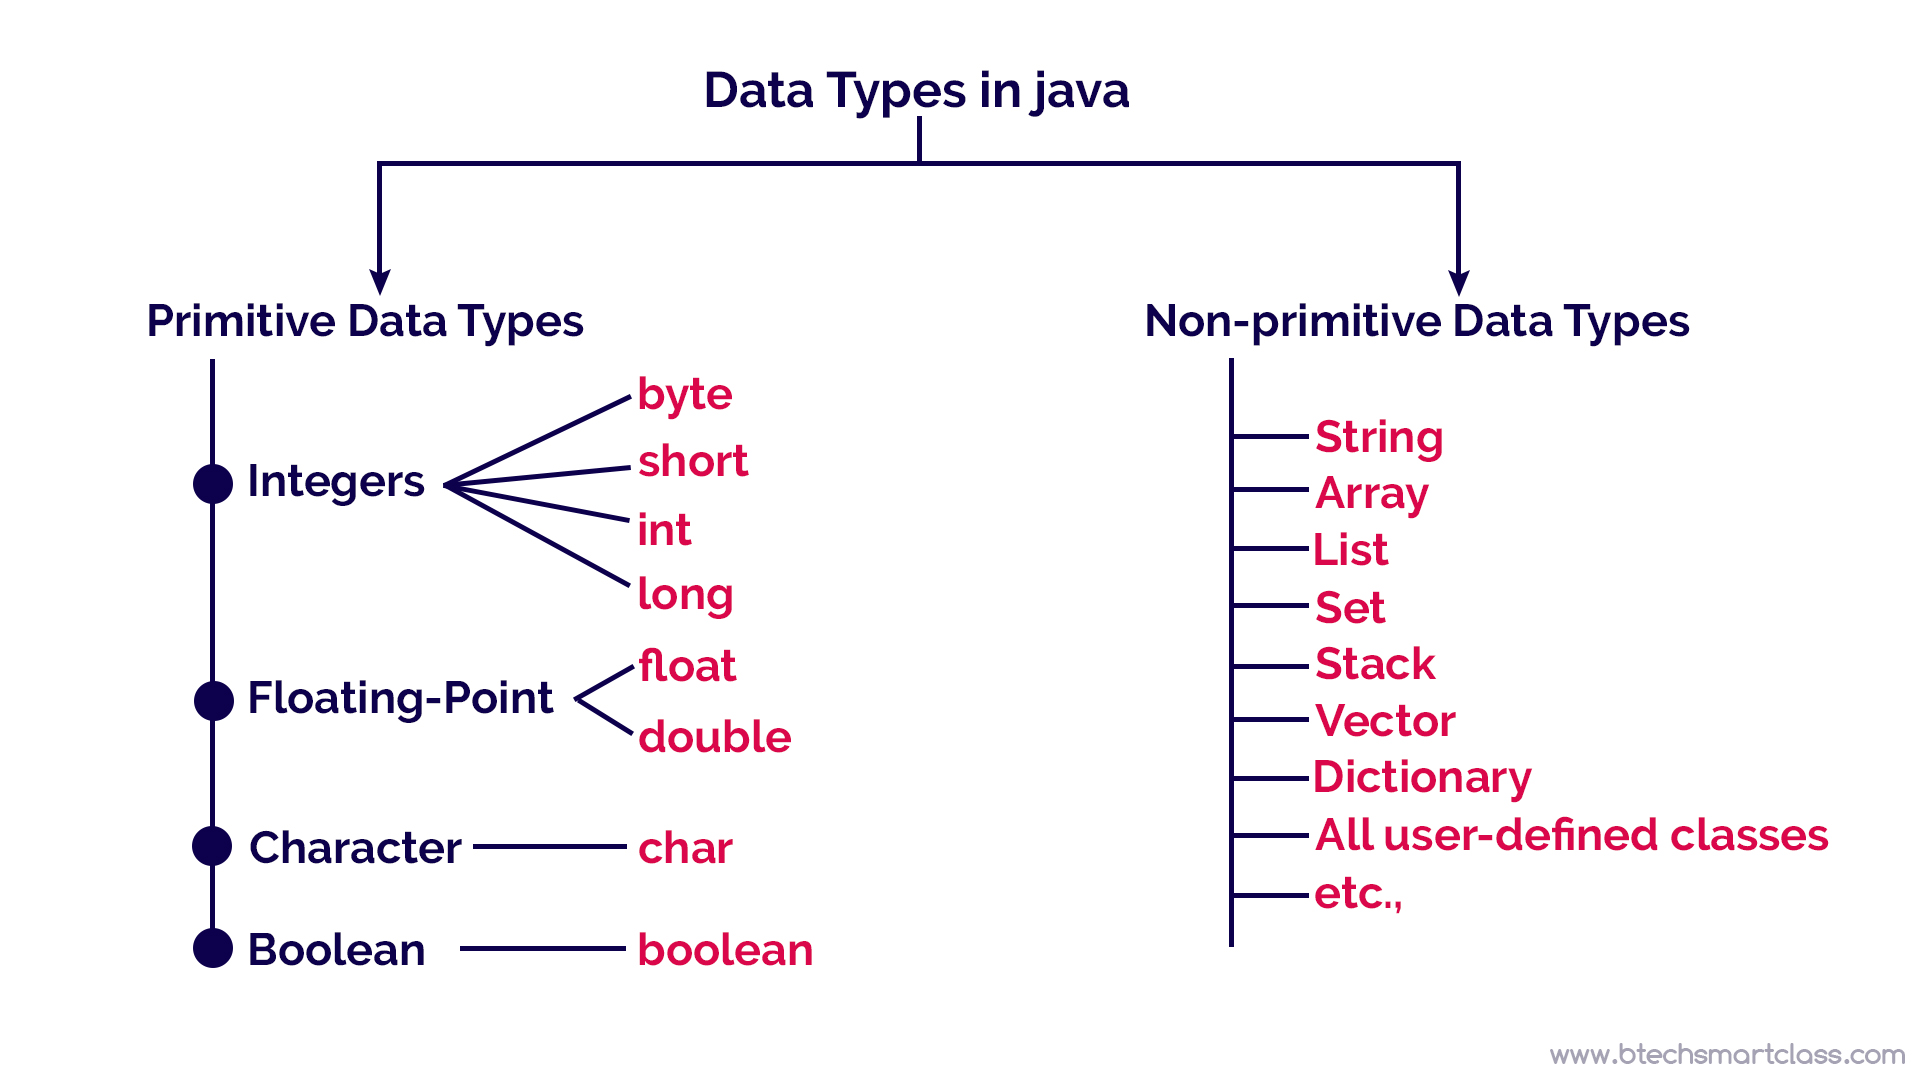 Data Types in java
Primitive Data Types
Integers
byte
short
int
long
Floating-Point
float
double
Character
char
Boolean
boolean
Non-primitive Data Types
String
Array
List
Set
Stack
Vector
Dictionary
All user-defined classes
etc.,
www.btechsmartclass.com